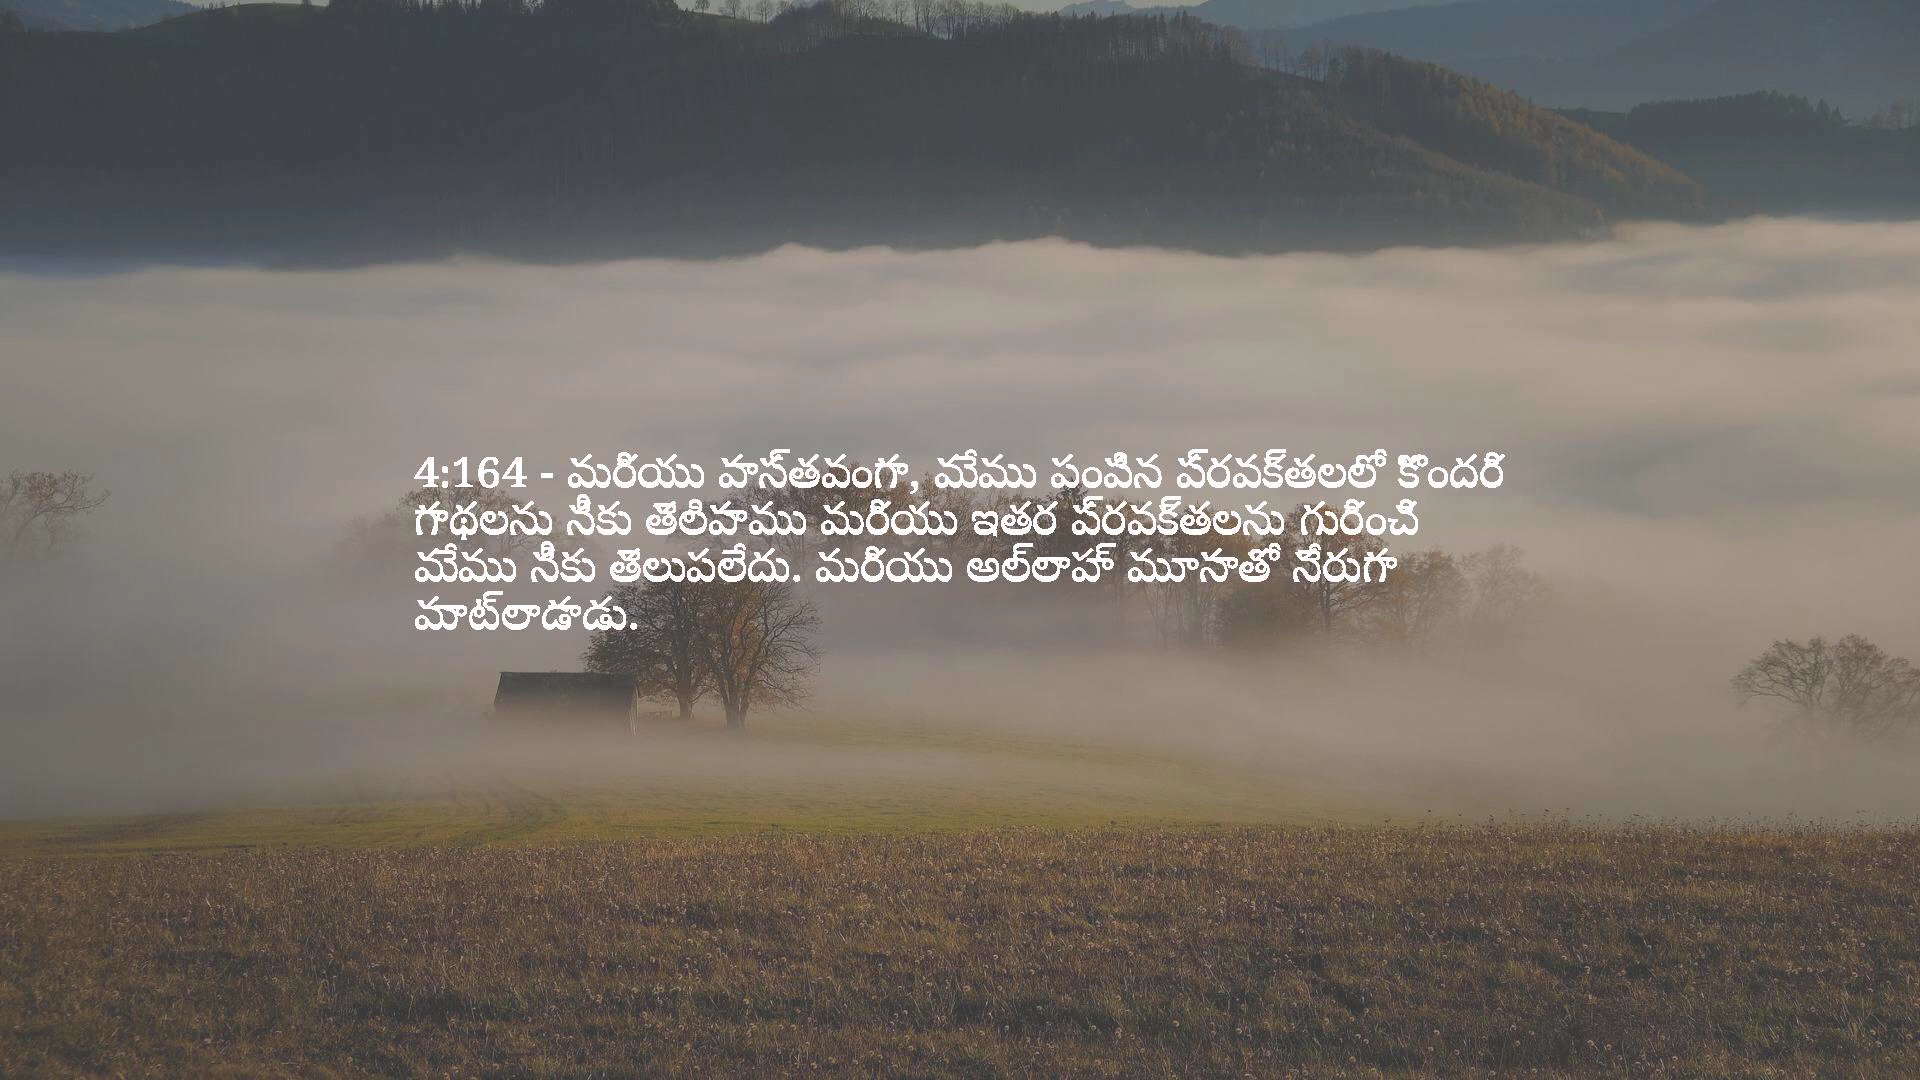 4:164 - మరియు వాస్తవంగా, మేము పంపిన ప్రవక్తలలో కొందరి
గాథలను నీకు తెలిపాము మరియు ఇతర ప్రవక్తలను గురించి
మేము నీకు తెలుపలేదు. మరియు అల్లాహ్ మూసాతో నేరుగా
మాట్లాడాడు.